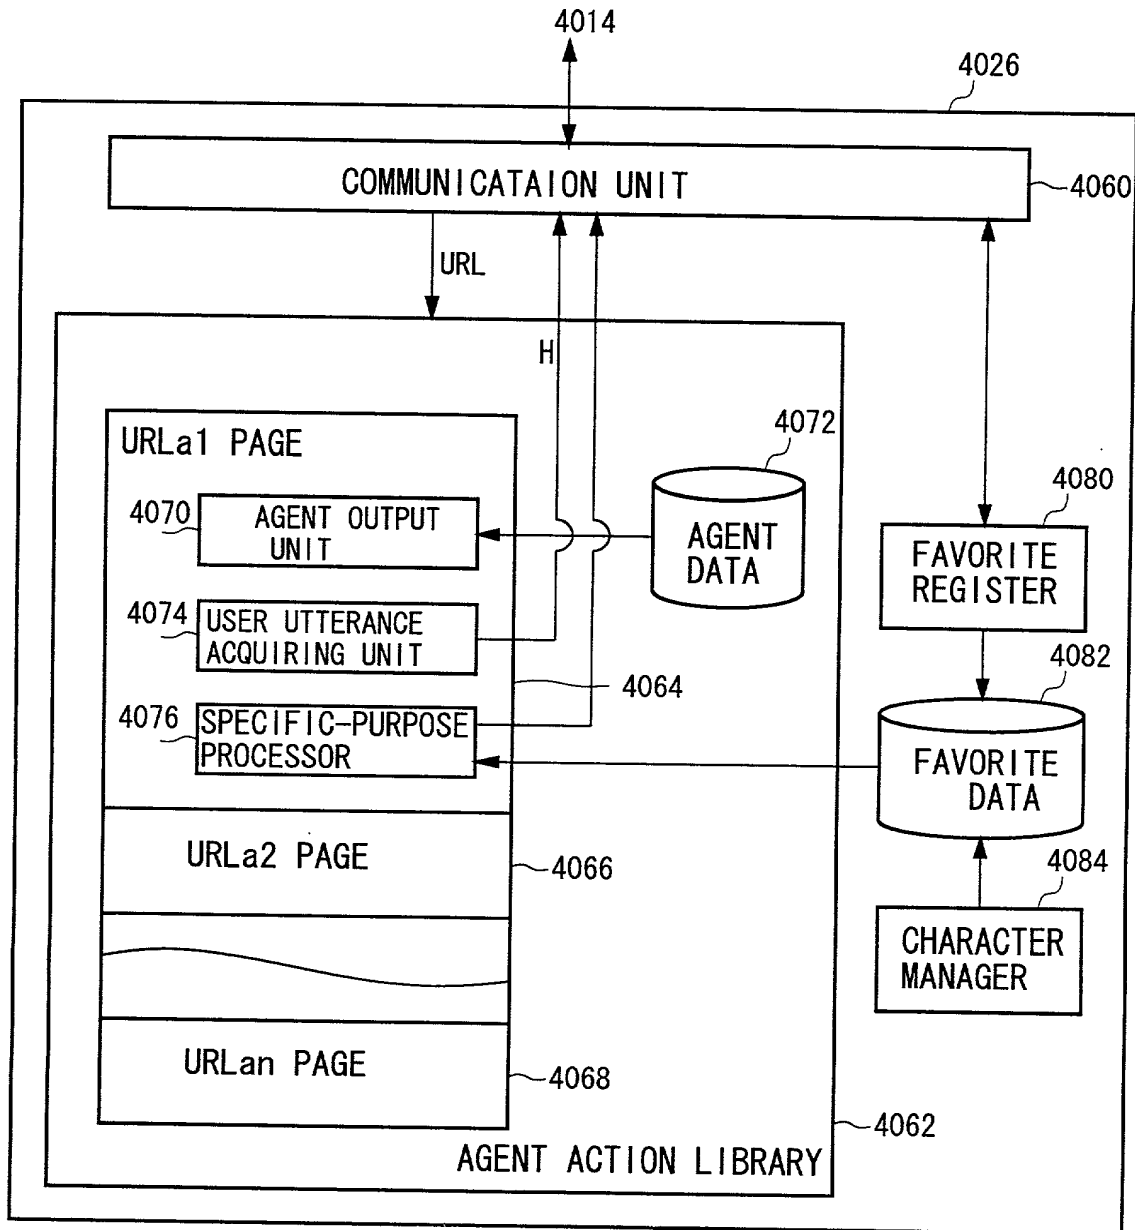 4014
4026
COMMUNICATAION UNIT
4060
URL
H
URLa1 PAGE
4072
4070
AGENT OUTPUT
UNIT
AGENT
DATA
4080
FAVORITE
REGISTER
4074
USER UTTERANCE
ACQUIRING UNIT
4064
4082
4076
SPECIFIC-PURPOSE
PROCESSOR
FAVORITE
DATA
URLa2 PAGE
4066
4084
CHARACTER
MANAGER
URLan PAGE
4068
4062
AGENT ACTION LIBRARY